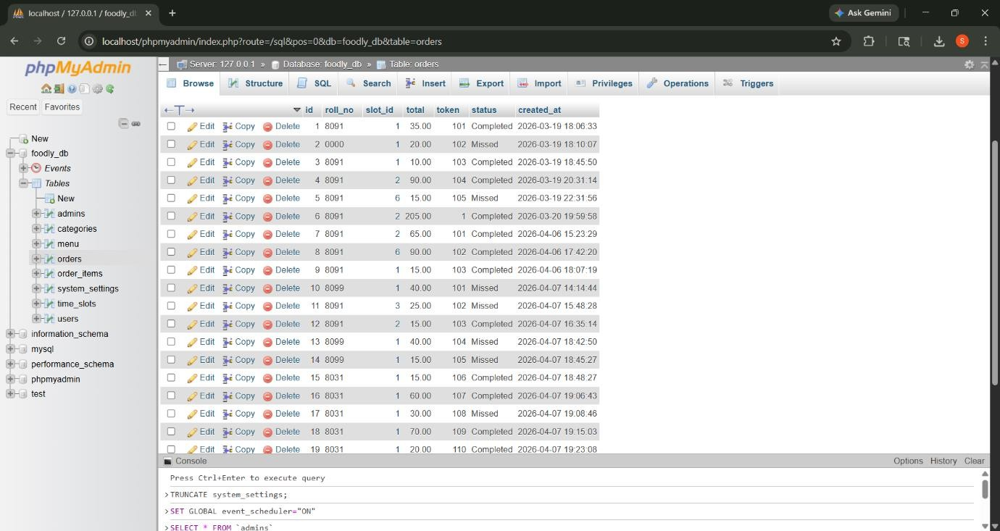 localhost / 127.0.0.1 / foodly_d
Ask Gemini
localhost/phpmyadmin/index.php?route=/sql&pos=0&db=foodly_db&table=orders
S
phpMyAdmin
Recent Favorites
New
foodly_db
Events
Tables
New
admins
categories
menu
orders
order_items
system_settings
time_slots
users
information_schema
mysql
performance_schema
phpmyadmin
test
Server: 127.0.0.1 » Database: foodly_db » Table: orders
Browse Structure SQL Search Insert Export Import Privileges Operations Triggers
id roll_no slot_id total token status created_at
Edit Copy Delete 1 8091 1 35.00 101 Completed 2026-03-19 18:06:33
Edit Copy Delete 2 0000 1 20.00 102 Missed 2026-03-19 18:10:07
Edit Copy Delete 3 8091 1 10.00 103 Completed 2026-03-19 18:45:50
Edit Copy Delete 4 8091 2 90.00 104 Completed 2026-03-19 20:31:14
Edit Copy Delete 5 8091 6 15.00 105 Missed 2026-03-19 22:31:56
Edit Copy Delete 6 8091 2 205.00 1 Completed 2026-03-20 19:59:58
Edit Copy Delete 7 8091 2 65.00 101 Completed 2026-04-06 15:23:29
Edit Copy Delete 8 8091 6 90.00 102 Completed 2026-04-06 17:42:20
Edit Copy Delete 9 8091 1 15.00 103 Completed 2026-04-06 18:07:19
Edit Copy Delete 10 8099 1 40.00 101 Missed 2026-04-07 14:14:44
Edit Copy Delete 11 8091 3 25.00 102 Missed 2026-04-07 15:48:28
Edit Copy Delete 12 8091 2 15.00 103 Completed 2026-04-07 16:35:14
Edit Copy Delete 13 8099 1 40.00 104 Missed 2026-04-07 18:42:50
Edit Copy Delete 14 8099 1 15.00 105 Missed 2026-04-07 18:45:27
Edit Copy Delete 15 8031 1 15.00 106 Completed 2026-04-07 18:48:27
Edit Copy Delete 16 8031 1 60.00 107 Completed 2026-04-07 19:06:43
Edit Copy Delete 17 8031 1 30.00 108 Missed 2026-04-07 19:08:46
Edit Copy Delete 18 8031 1 70.00 109 Completed 2026-04-07 19:15:03
Edit Copy Delete 19 8031 1 20.00 110 Completed 2026-04-07 19:23:08
Console Options History Clear
Press Ctrl+Enter to execute query
>TRUNCATE system_settings;
>SET GLOBAL event_scheduler="ON"
>SELECT * FROM `admins`